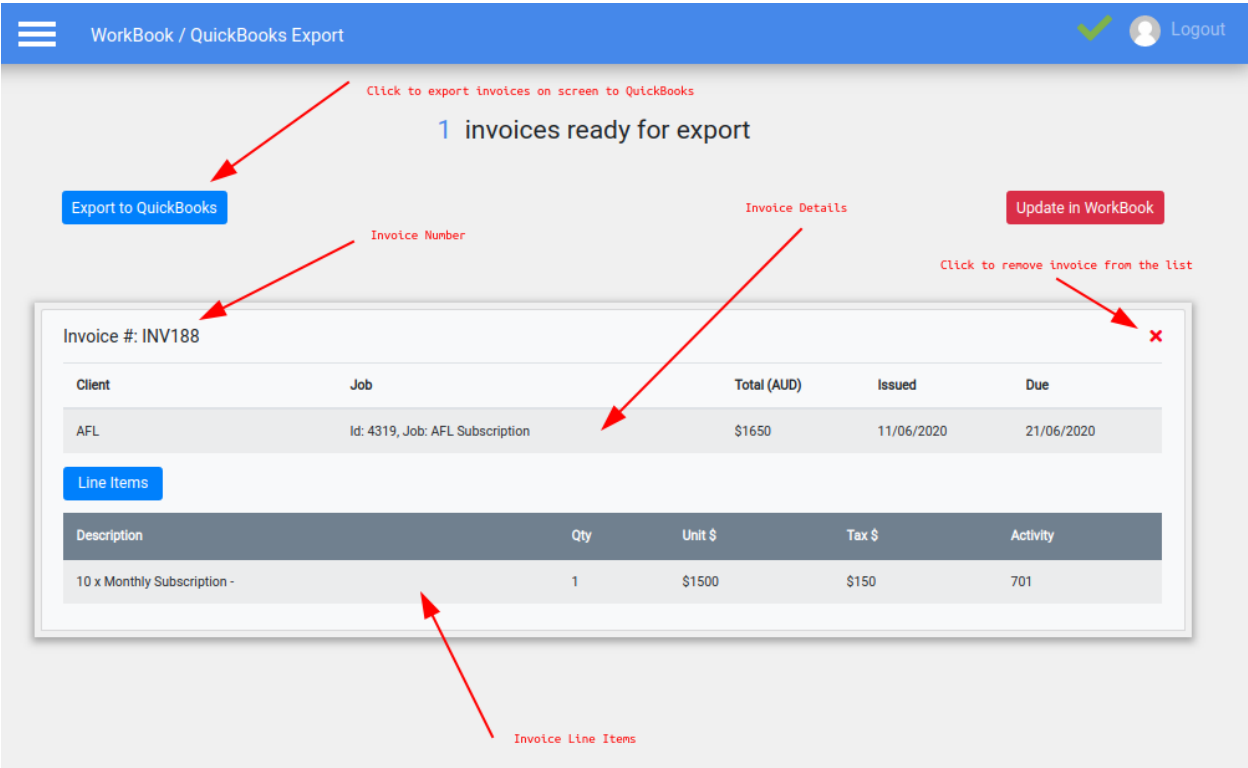 WorkBook / QuickBooks Export
Logout
Click to export invoices on screen to QuickBooks
1 invoices ready for export
Export to QuickBooks
Invoice Details
Update in WorkBook
Invoice Number
Click to remove invoice from the list
Invoice #: INV188
Client Job Total (AUD) Issued Due
AFL Id: 4319, Job: AFL Subscription $1650 11/06/2020 21/06/2020
Line Items
Description Qty Unit $ Tax $ Activity
10 x Monthly Subscription - 1 $1500 $150 701
Invoice Line Items